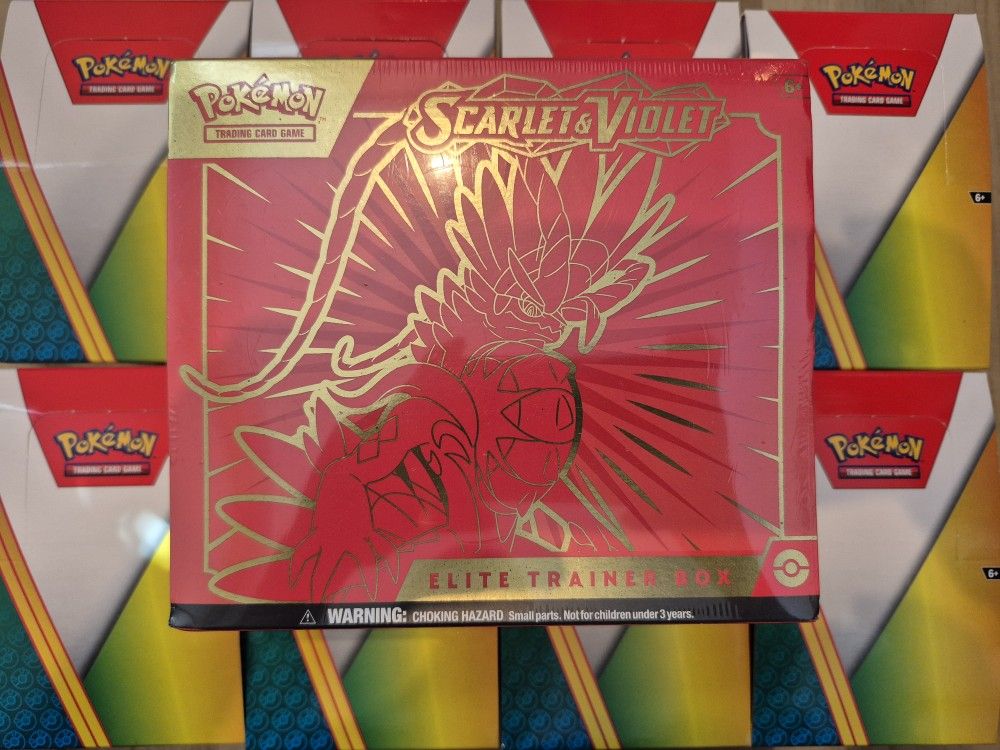 POKéMON
TRADING CARD GAME
POKéMON
TRADING CARD GAME
6+
POKéMON™
TRADING CARD GAME
SCARLET & VIOLET
6+
ELITE TRAINER BOX
WARNING: CHOKING HAZARD Small parts. Not for children under 3 years.
POKéMON
TRADING CARD GAME
POKéMON
TRADING CARD GAME
6+